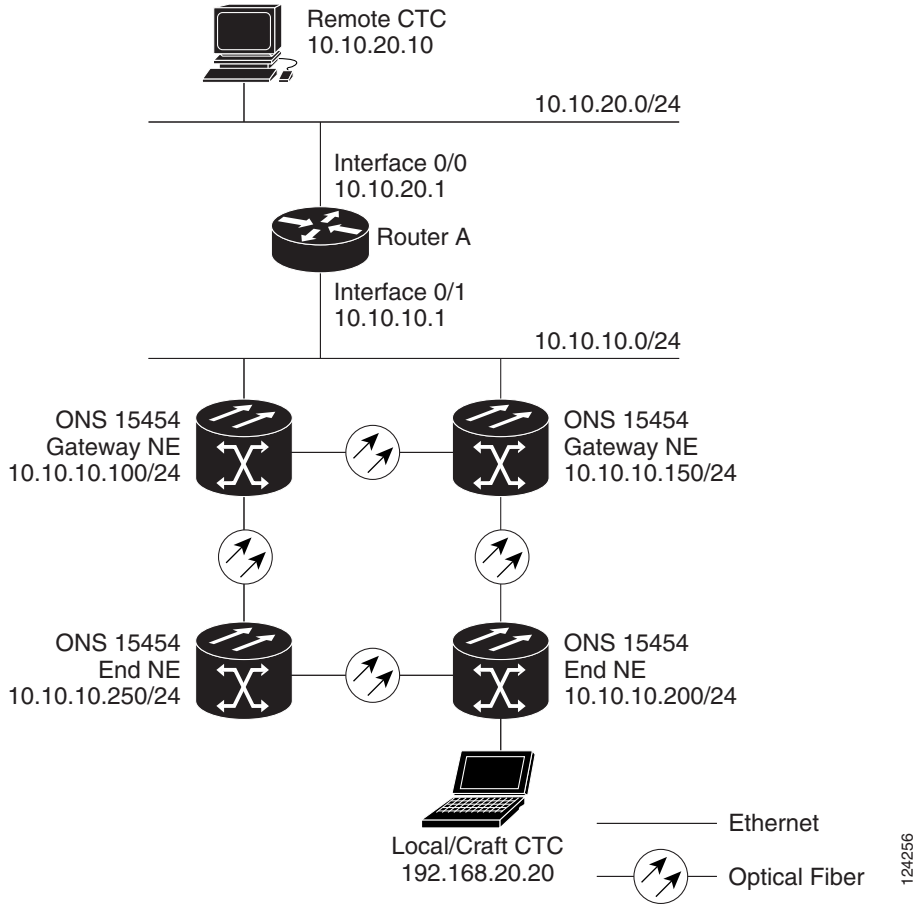 Remote CTC
10.10.20.10
10.10.20.0/24
Interface 0/0
10.10.20.1
Router A
Interface 0/1
10.10.10.1
10.10.10.0/24
ONS 15454
Gateway NE
10.10.10.100/24
ONS 15454
Gateway NE
10.10.10.150/24
ONS 15454
End NE
10.10.10.250/24
ONS 15454
End NE
10.10.10.200/24
Local/Craft CTC
192.168.20.20
Ethernet
Optical Fiber
124256